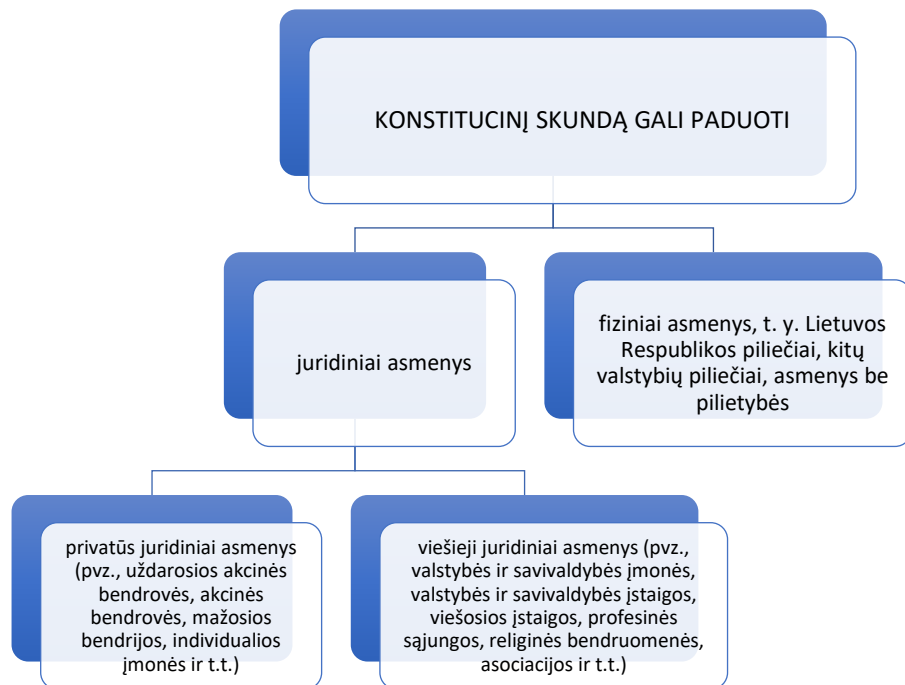 KONSTITUCINĮ SKUNDĄ GALI PADUOTI
juridiniai asmenys
fiziniai asmenys, t. y. Lietuvos
Respublikos piliečiai, kitų
valstybių piliečiai, asmenys be
pilietybės
privatūs juridiniai asmenys
(pvz., uždarosios akcinės
bendrovės, akcinės
bendrovės, mažosios
bendrijos, individualios
įmonės ir t.t.)
viešieji juridiniai asmenys (pvz.,
valstybės ir savivaldybės įmonės,
valstybės ir savivaldybės įstaigos,
viešosios įstaigos, profesinės
sąjungos, religinės bendruomenės,
asociacijos ir t.t.)